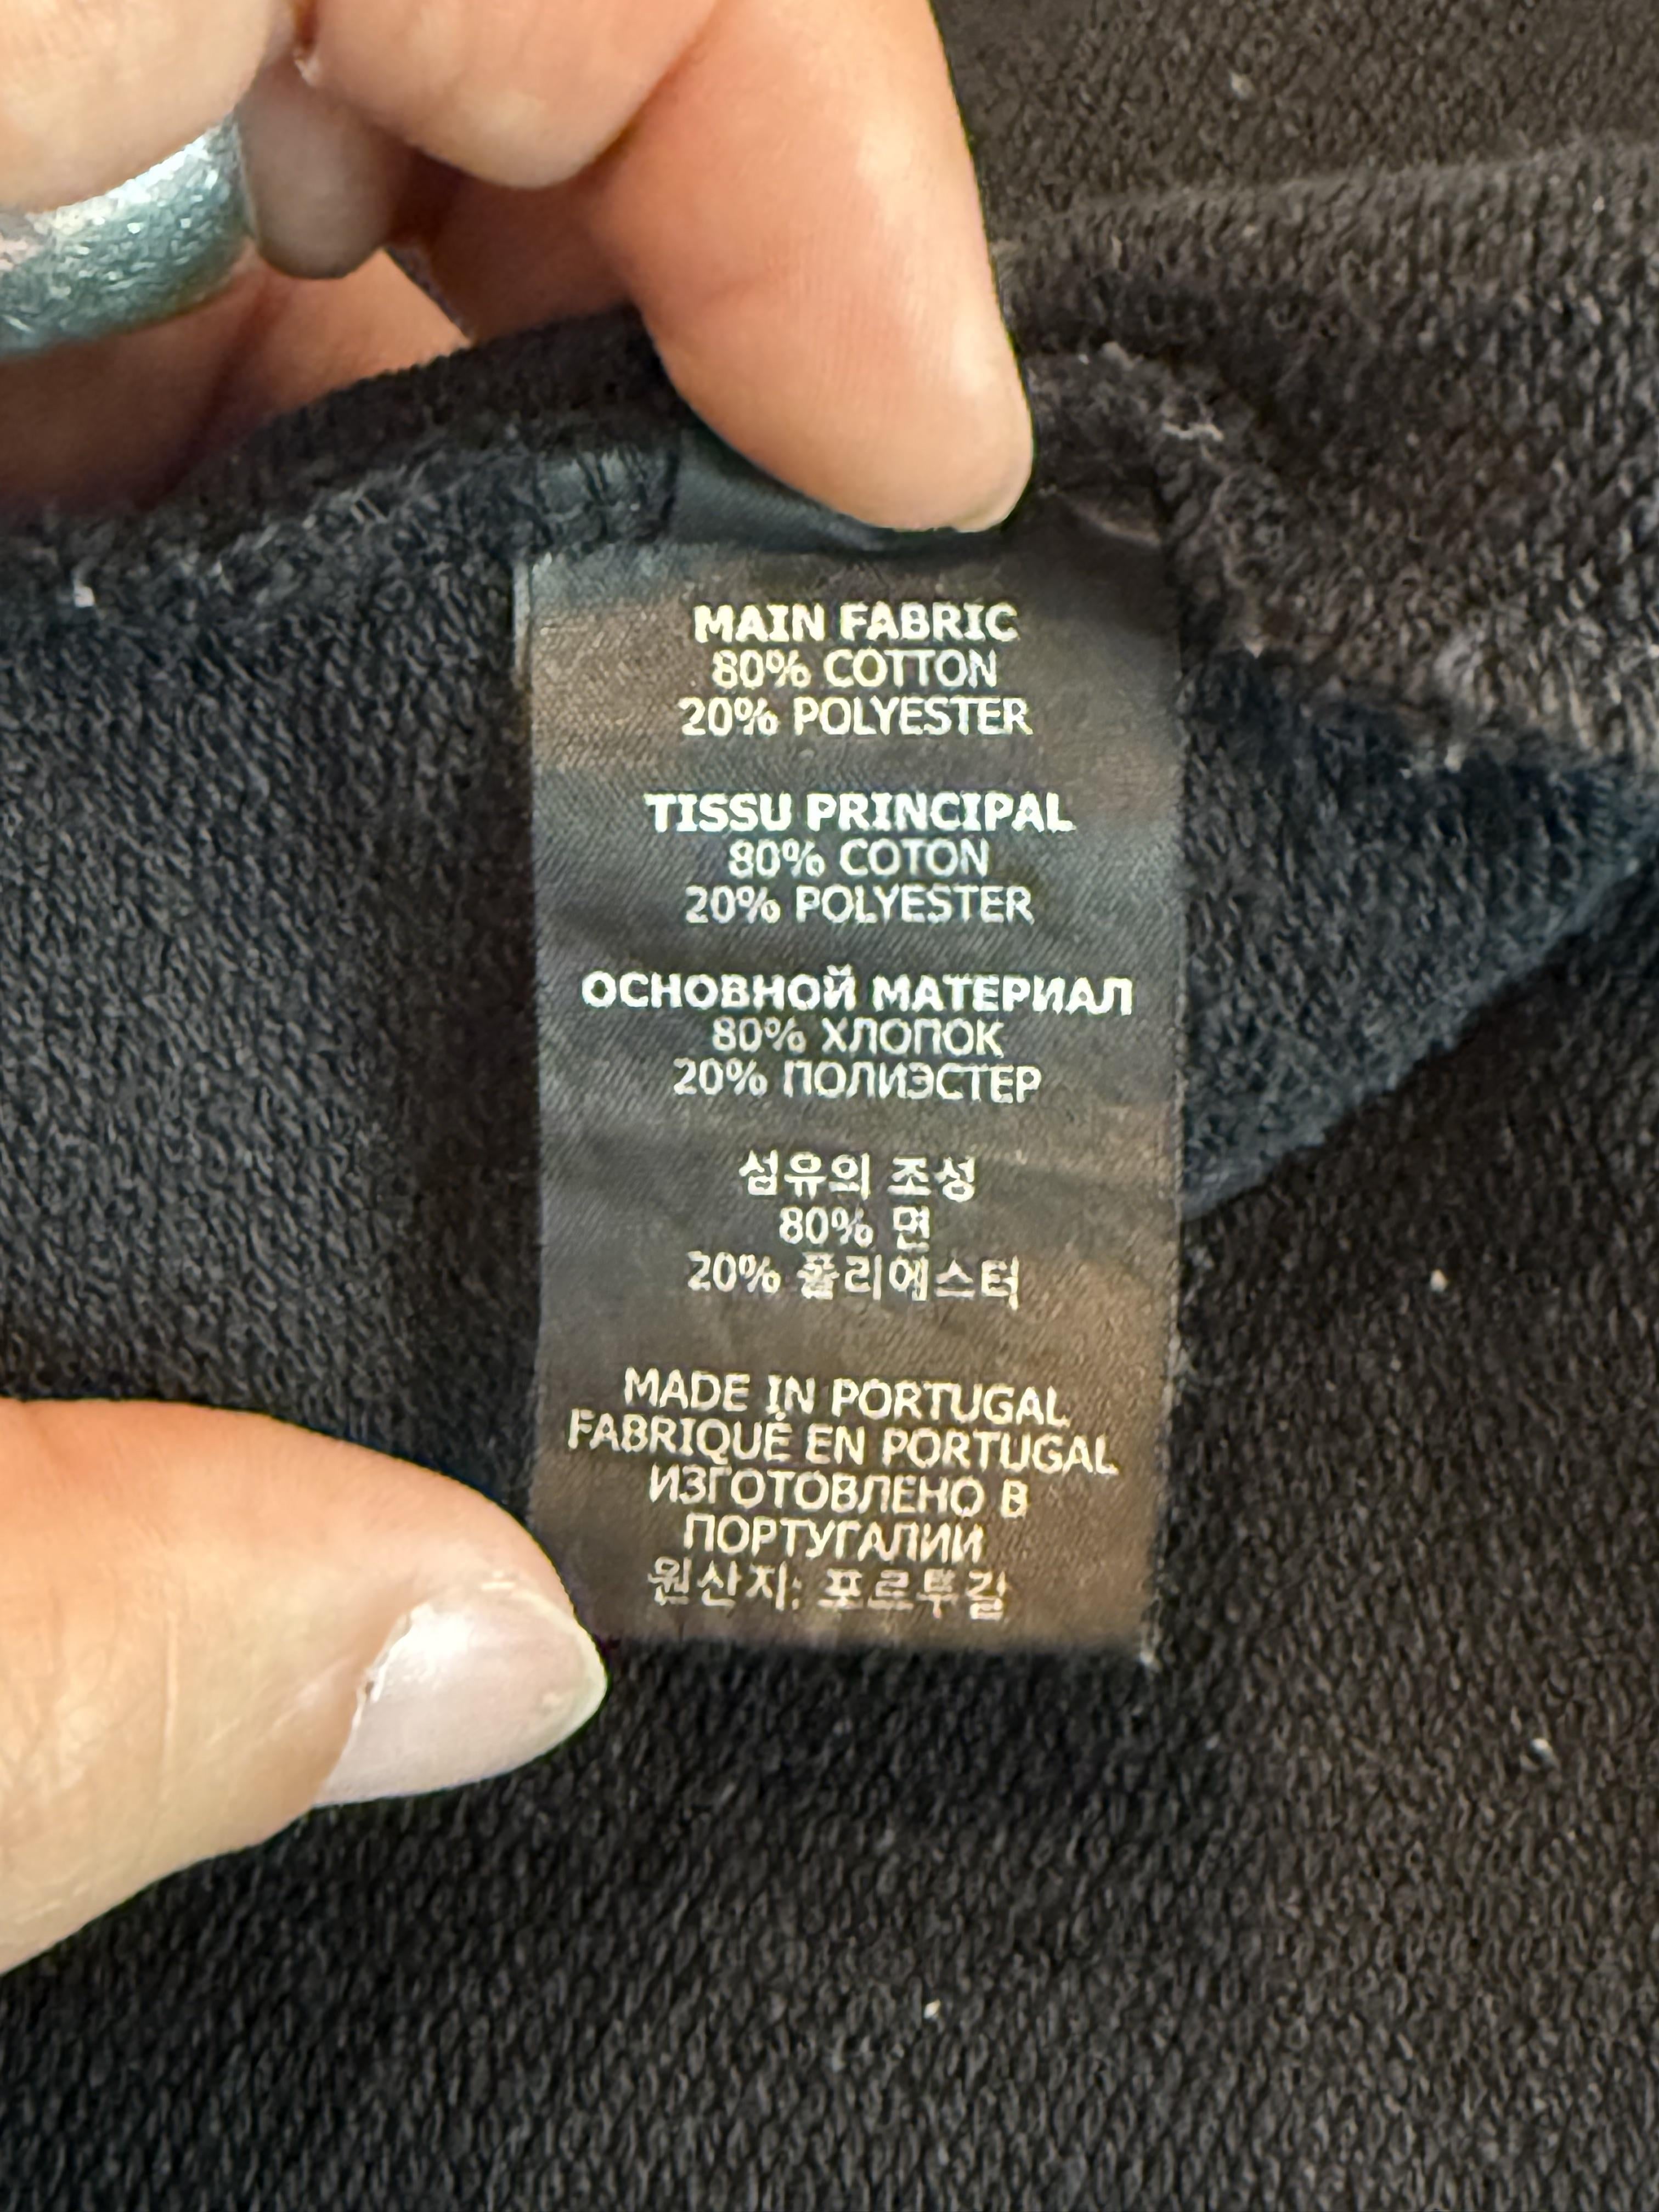 MAIN FABRIC
80% COTTON
20% POLYESTER
TISSU PRINCIPAL
80% COTON
20% POLYESTER
ОСНОВНОЙ МАТЕРИАЛ
80% ХЛОПОК
20% ПОЛИЭСТЕР
섬유의 조성
80% 면
20% 폴리에스터
MADE IN PORTUGAL
FABRIQUÉ EN PORTUGAL
ИЗГОТОВЛЕНО В
ПОРТУГАЛИИ
원산지: 포르투갈